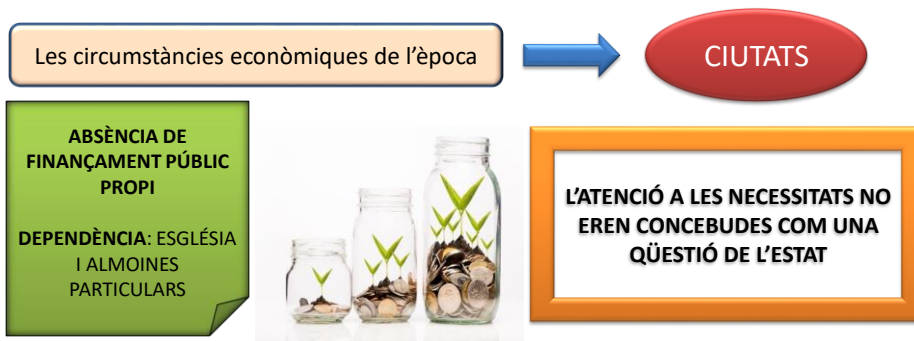 Les circumstàncies econòmiques de l'època
CIUTATS
ABSÈNCIA DE
FINANÇAMENT PÚBLIC
PROPI
DEPENDÈNCIA: ESGLÉSIA
I ALMOINES
PARTICULARS
L'ATENCIÓ A LES NECESSITATS NO
EREN CONCEBUDES COM UNA
QÜESTIÓ DE L'ESTAT